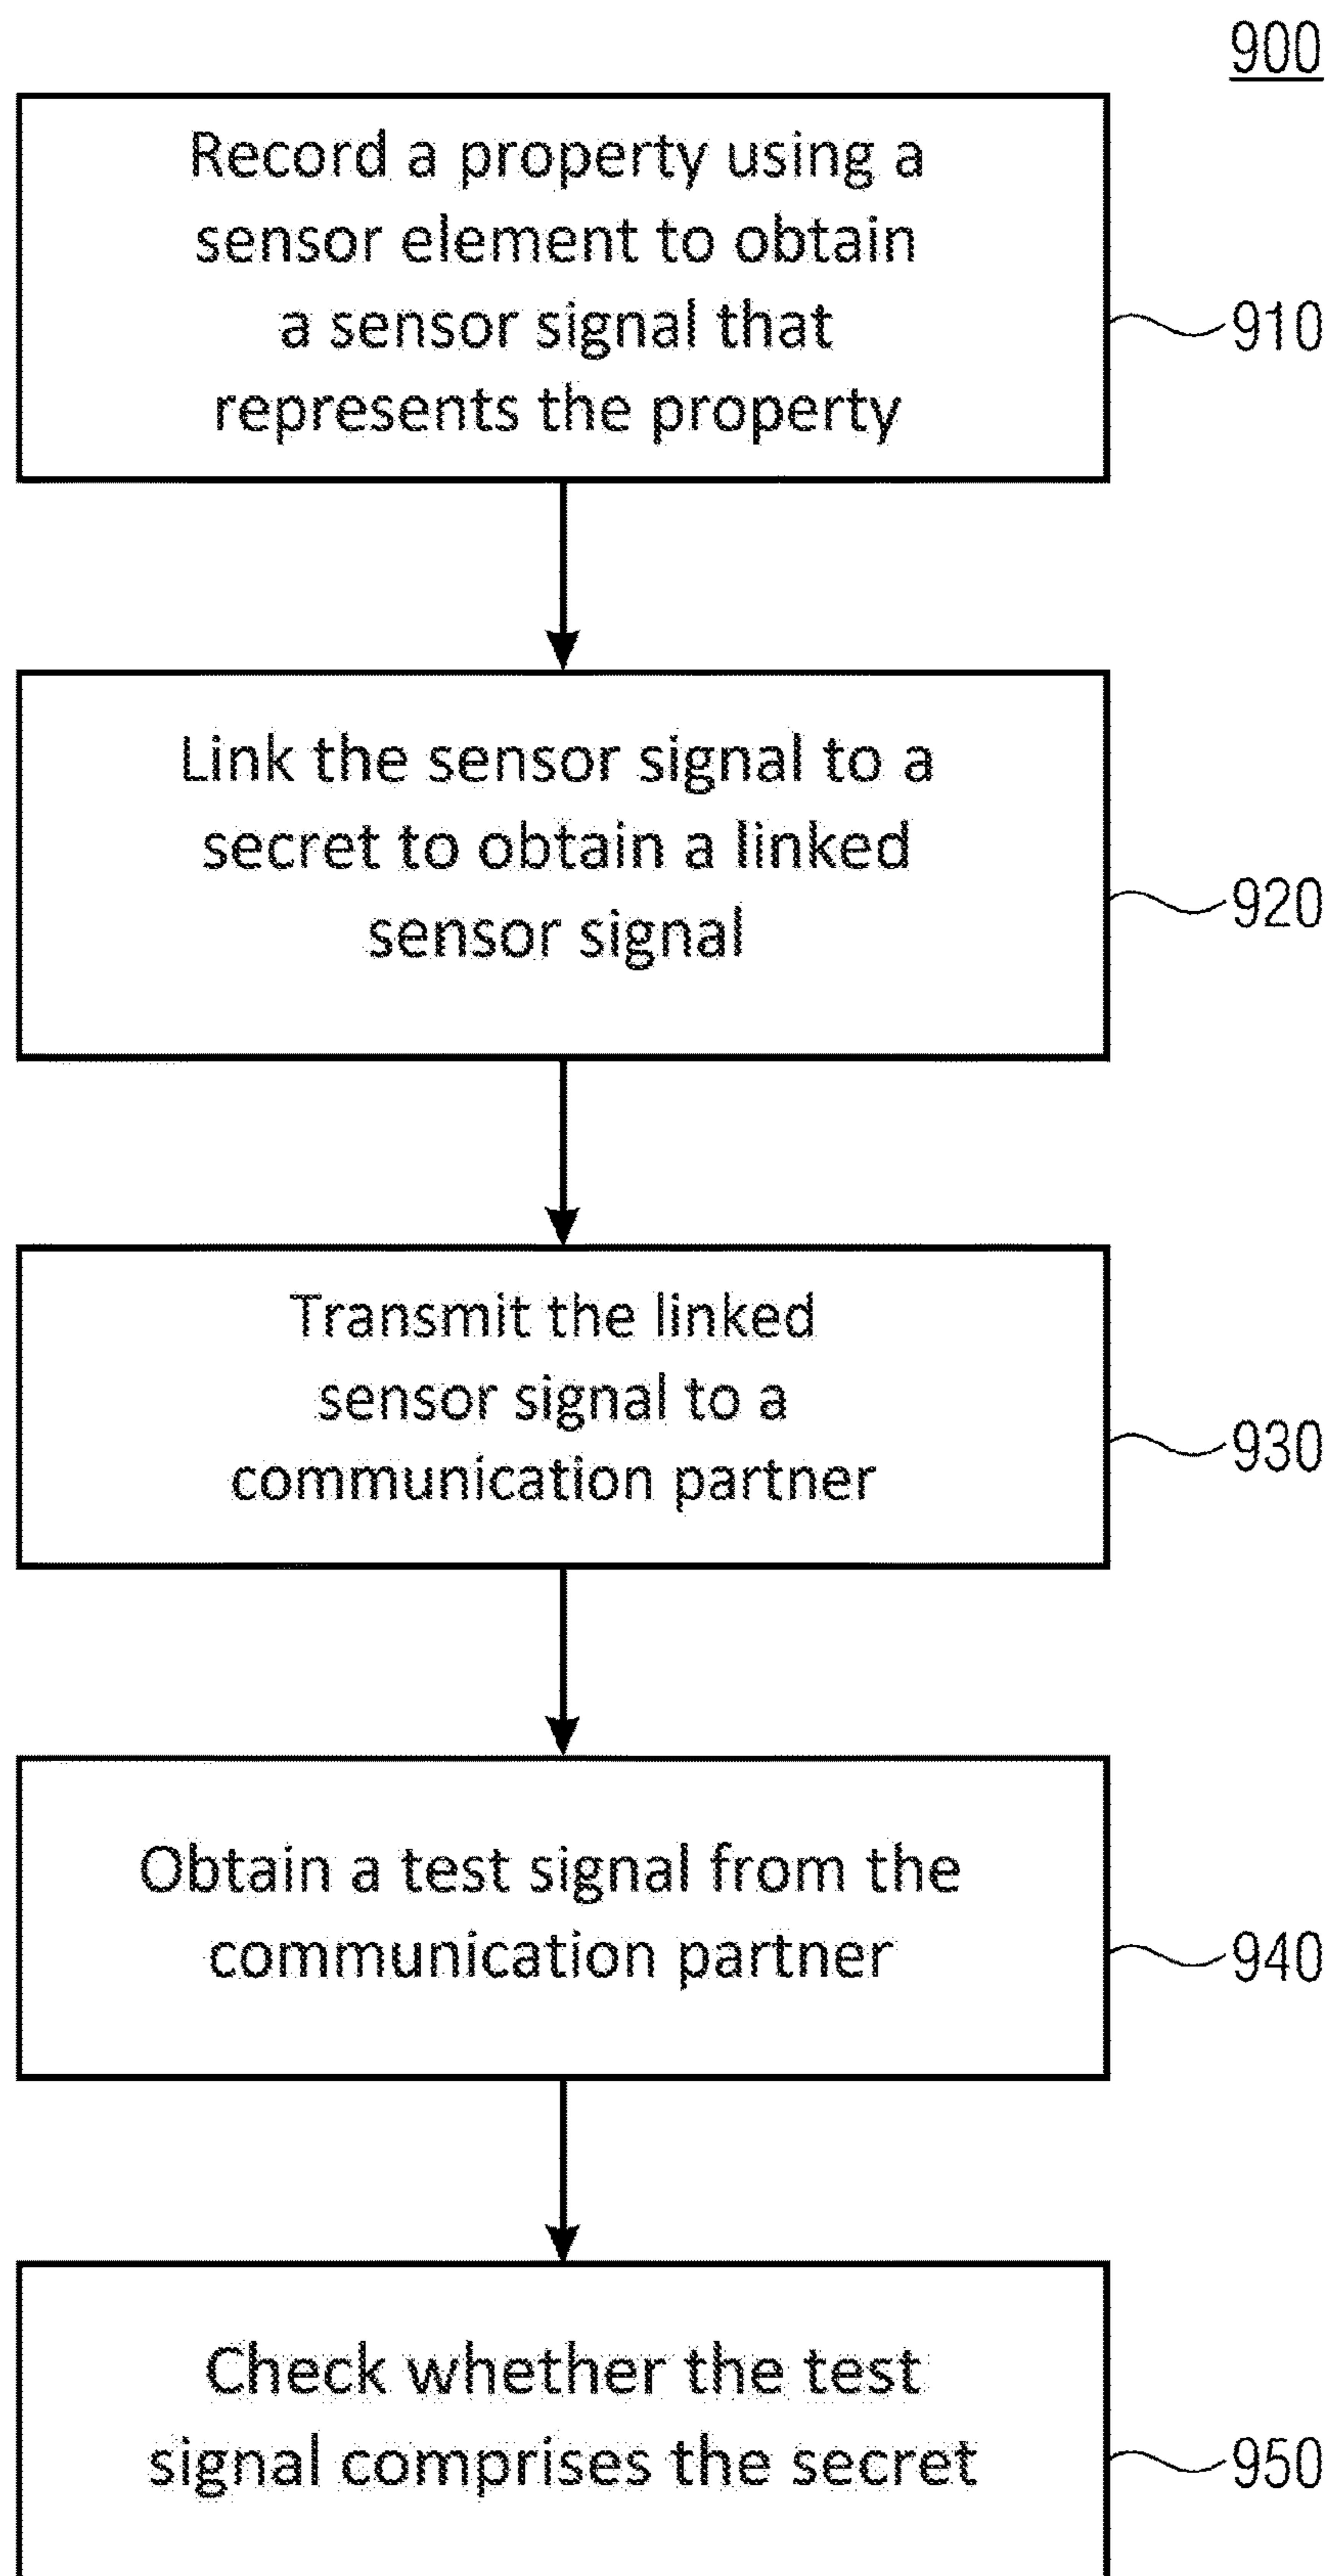 900
Record a property using a
sensor element to obtain
a sensor signal that
represents the property
910
Link the sensor signal to a
secret to obtain a linked
sensor signal
920
Transmit the linked
sensor signal to a
communication partner
930
Obtain a test signal from the
communication partner
940
Check whether the test
signal comprises the secret
950